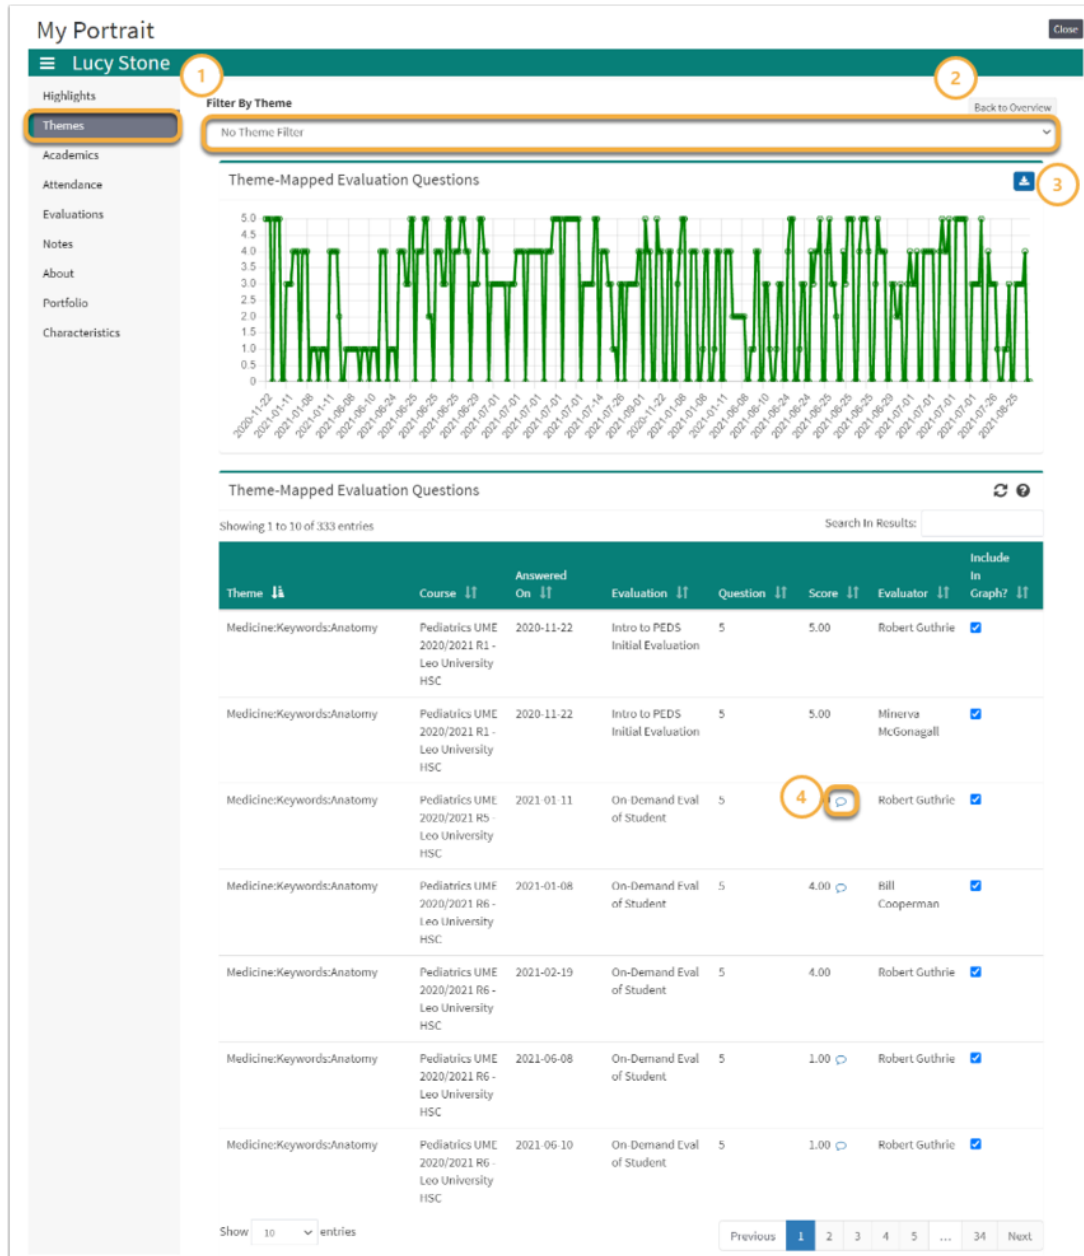 My Portrait
Close
Lucy Stone
1
2
Highlights
Themes
Academics
Attendance
Evaluations
Notes
About
Portfolio
Characteristics
Filter By Theme
Back to Overview
No Theme Filter
Theme-Mapped Evaluation Questions
3
5.0
4.5
4.0
3.5
3.0
2.5
2.0
1.5
1.0
0.5
0
2020-11-22
2021-01-11
2021-01-08
2021-01-11
2021-06-08
2021-06-10
2021-06-24
2021-06-25
2021-06-25
2021-06-25
2021-06-29
2021-07-01
2021-07-01
2021-07-01
2021-07-01
2021-07-14
2021-07-26
2021-09-01
2020-11-22
2021-01-08
2021-01-08
2021-01-11
2021-06-08
2021-06-10
2021-06-24
2021-06-24
2021-06-25
2021-06-25
2021-06-25
2021-06-29
2021-07-01
2021-07-01
2021-07-01
2021-07-01
2021-07-26
2021-08-25
Theme-Mapped Evaluation Questions
Showing 1 to 10 of 333 entries
Search In Results:
Theme
Course
Answered On
Evaluation
Question
Score
Evaluator
Include In Graph?
Medicine:Keywords:Anatomy Pediatrics UME 2020-11-22 Intro to PEDS 5 5.00 Robert Guthrie
2020/2021 R1 - Initial Evaluation
Leo University
HSC
Medicine:Keywords:Anatomy Pediatrics UME 2020-11-22 Intro to PEDS 5 5.00 Minerva
2020/2021 R1 - Initial Evaluation McGonagall
Leo University
HSC
Medicine:Keywords:Anatomy Pediatrics UME 2021-01-11 On-Demand Eval 5 4 Robert Guthrie
2020/2021 R5 - of Student
Leo University
HSC
Medicine:Keywords:Anatomy Pediatrics UME 2021-01-08 On-Demand Eval 5 4.00 Bill
2020/2021 R6 - of Student Cooperman
Leo University
HSC
Medicine:Keywords:Anatomy Pediatrics UME 2021-02-19 On-Demand Eval 5 4.00 Robert Guthrie
2020/2021 R6 - of Student
Leo University
HSC
Medicine:Keywords:Anatomy Pediatrics UME 2021-06-08 On-Demand Eval 5 1.00 Robert Guthrie
2020/2021 R6 - of Student
Leo University
HSC
Medicine:Keywords:Anatomy Pediatrics UME 2021-06-10 On-Demand Eval 5 1.00 Robert Guthrie
2020/2021 R6 - of Student
Leo University
HSC
Show 10 entries
Previous 1 2 3 4 5 ... 34 Next